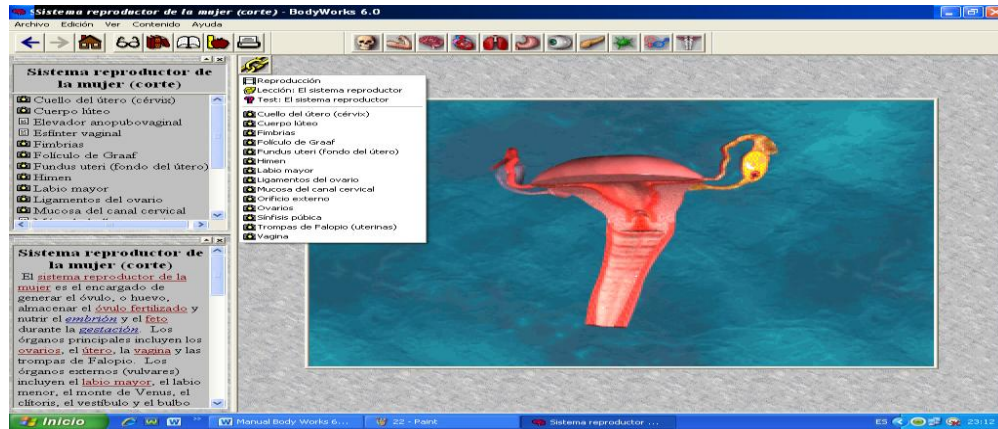 Sistema reproductor de la mujer (corte) - BodyWorks 6.0
Archivo Edición Ver Contenido Ayuda
Sistema reproductor de
la mujer (corte)
Cuello del útero (cérvix)
Cuerpo lúteo
Elevador anopubovaginal
Esfínter vaginal
Fimbrias
Folículo de Graaf
Fundus uteri (fondo del útero)
Himen
Labio mayor
Ligamentos del ovario
Mucosa del canal cervical
Reproducción
Lección: El sistema reproductor
Test: El sistema reproductor
Cuello del útero (cérvix)
Cuerpo lúteo
Fimbrias
Folículo de Graaf
Fundus uteri (fondo del útero)
Himen
Labio mayor
Ligamentos del ovario
Mucosa del canal cervical
Orificio externo
Ovarios
Sínfisis púbica
Trompas de Falopio (uterinas)
Vagina
Sistema reproductor de
la mujer (corte)
El sistema reproductor de la
mujer es el encargado de
generar el óvulo, o huevo,
almacenar el óvulo fertilizado y
nutrir el embrión y el feto
durante la gestación. Los
órganos principales incluyen los
ovarios, el útero, la vagina y las
trompas de Falopio. Los
órganos externos (vulvares)
incluyen el labio mayor, el labio
menor, el monte de Venus, el
clítoris, el vestíbulo y el bulbo
Inicio
Manual Body Works 6...
22 - Paint
Sistema reproductor ...
ES
23:12